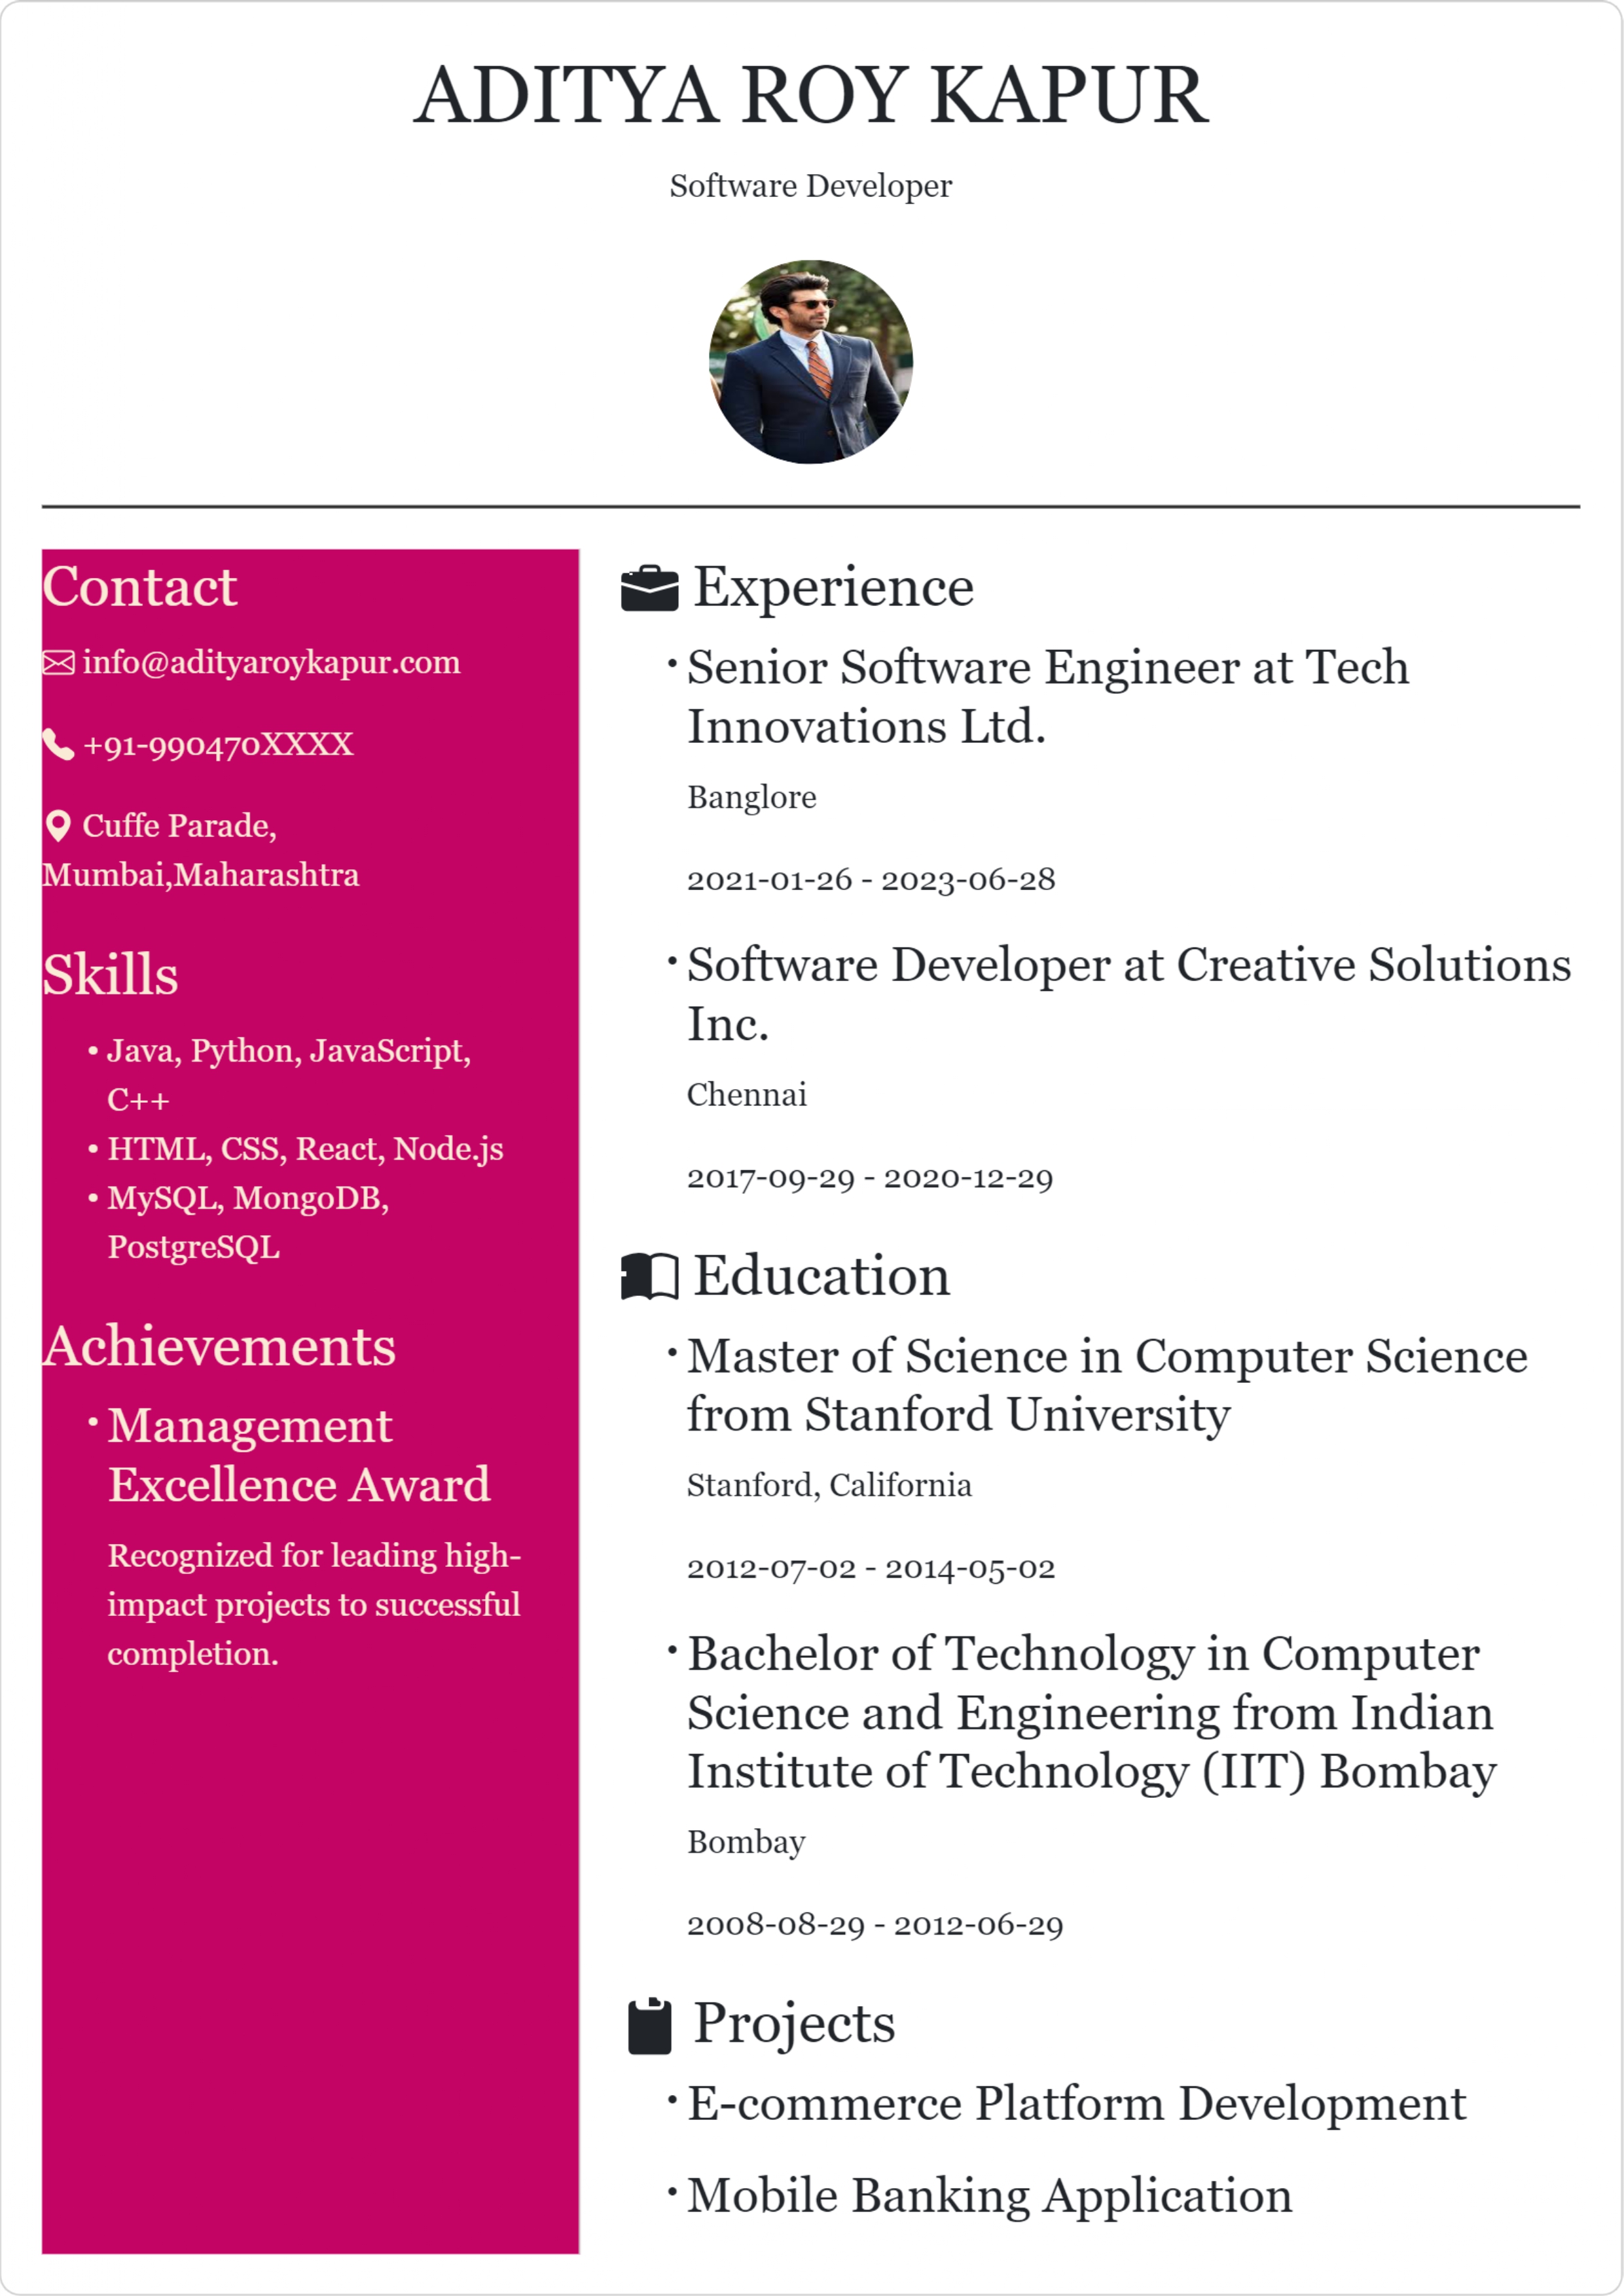 ADITYA ROY KAPUR
Software Developer
Contact
info@adityaroykapur.com
+91-990470XXXX
Cuffe Parade,
Mumbai,Maharashtra
Skills
• Java, Python, JavaScript,
C++
• HTML, CSS, React, Node.js
• MySQL, MongoDB,
PostgreSQL
Achievements
• Management
Excellence Award
Recognized for leading high-
impact projects to successful
completion.
Experience
• Senior Software Engineer at Tech
Innovations Ltd.
Banglore
2021-01-26 - 2023-06-28
• Software Developer at Creative Solutions
Inc.
Chennai
2017-09-29 - 2020-12-29
Education
• Master of Science in Computer Science
from Stanford University
Stanford, California
2012-07-02 - 2014-05-02
• Bachelor of Technology in Computer
Science and Engineering from Indian
Institute of Technology (IIT) Bombay
Bombay
2008-08-29 - 2012-06-29
Projects
• E-commerce Platform Development
• Mobile Banking Application